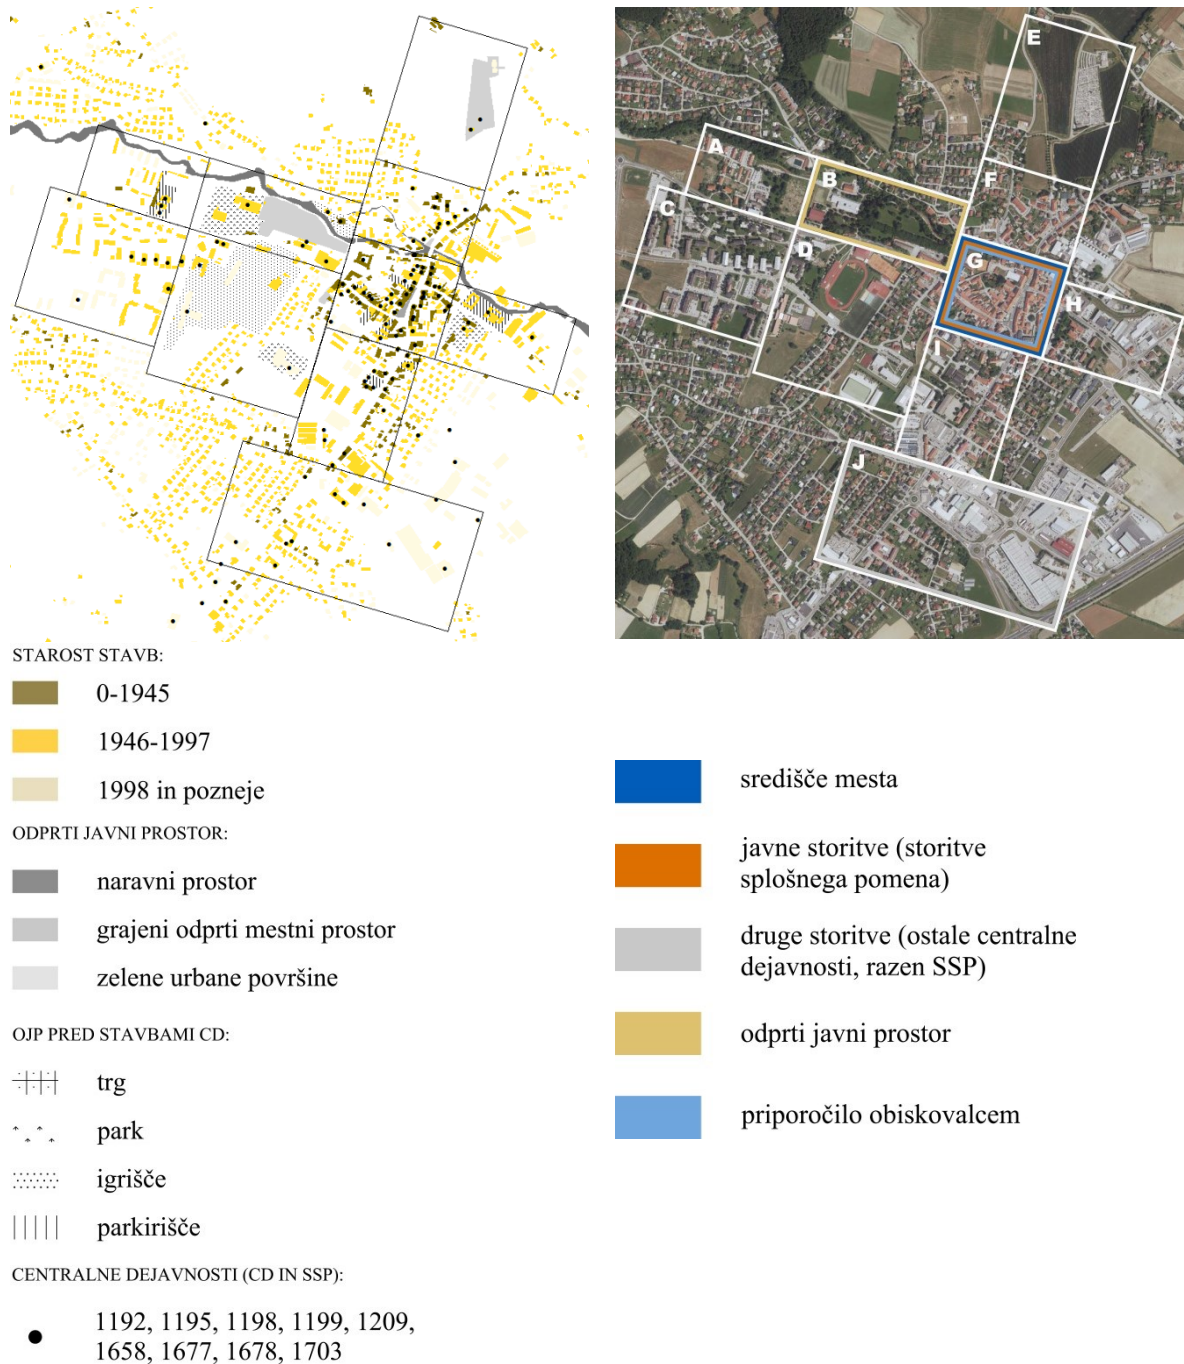 A
B
C
D
E
F
G
H
I
J
STAROST STAVB:
0-1945
1946-1997
1998 in pozneje
ODPRTI JAVNI PROSTOR:
naravni prostor
grajeni odprti mestni prostor
zelene urbane površine
OJP PRED STAVBAMI CD:
trg
park
igrišče
parkirišče
CENTRALNE DEJAVNOSTI (CD IN SSP):
1192, 1195, 1198, 1199, 1209,
1658, 1677, 1678, 1703
središče mesta
javne storitve (storitve
splošnega pomena)
druge storitve (ostale centralne
dejavnosti, razen SSP)
odprti javni prostor
priporočilo obiskovalcem